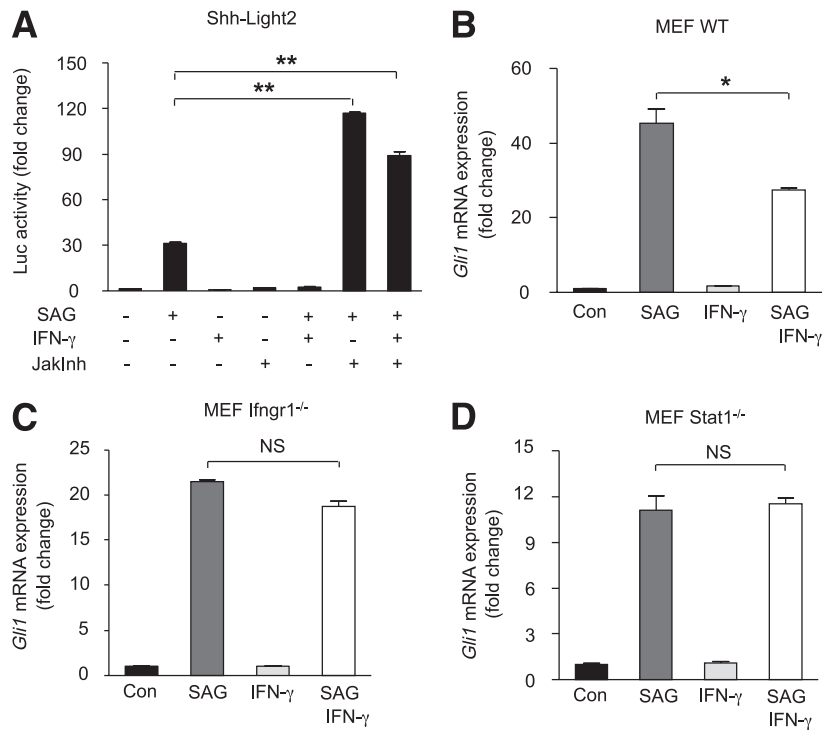 A
Shh-Light2
Luc activity (fold change)
150
120
90
60
30
0
**
**
SAG - + - - + + +
IFN-γ - - + - + - +
JakInh - - - + - + +
B
MEF WT
Gli1 mRNA expression
(fold change)
60
40
20
0
*
Con SAG IFN-γ SAG
IFN-γ
C
MEF Ifngr1-/-
Gli1 mRNA expression
(fold change)
25
20
15
10
5
0
NS
Con SAG IFN-γ SAG
IFN-γ
D
MEF Stat1-/-
Gli1 mRNA expression
(fold change)
15
12
9
6
3
0
NS
Con SAG IFN-γ SAG
IFN-γ